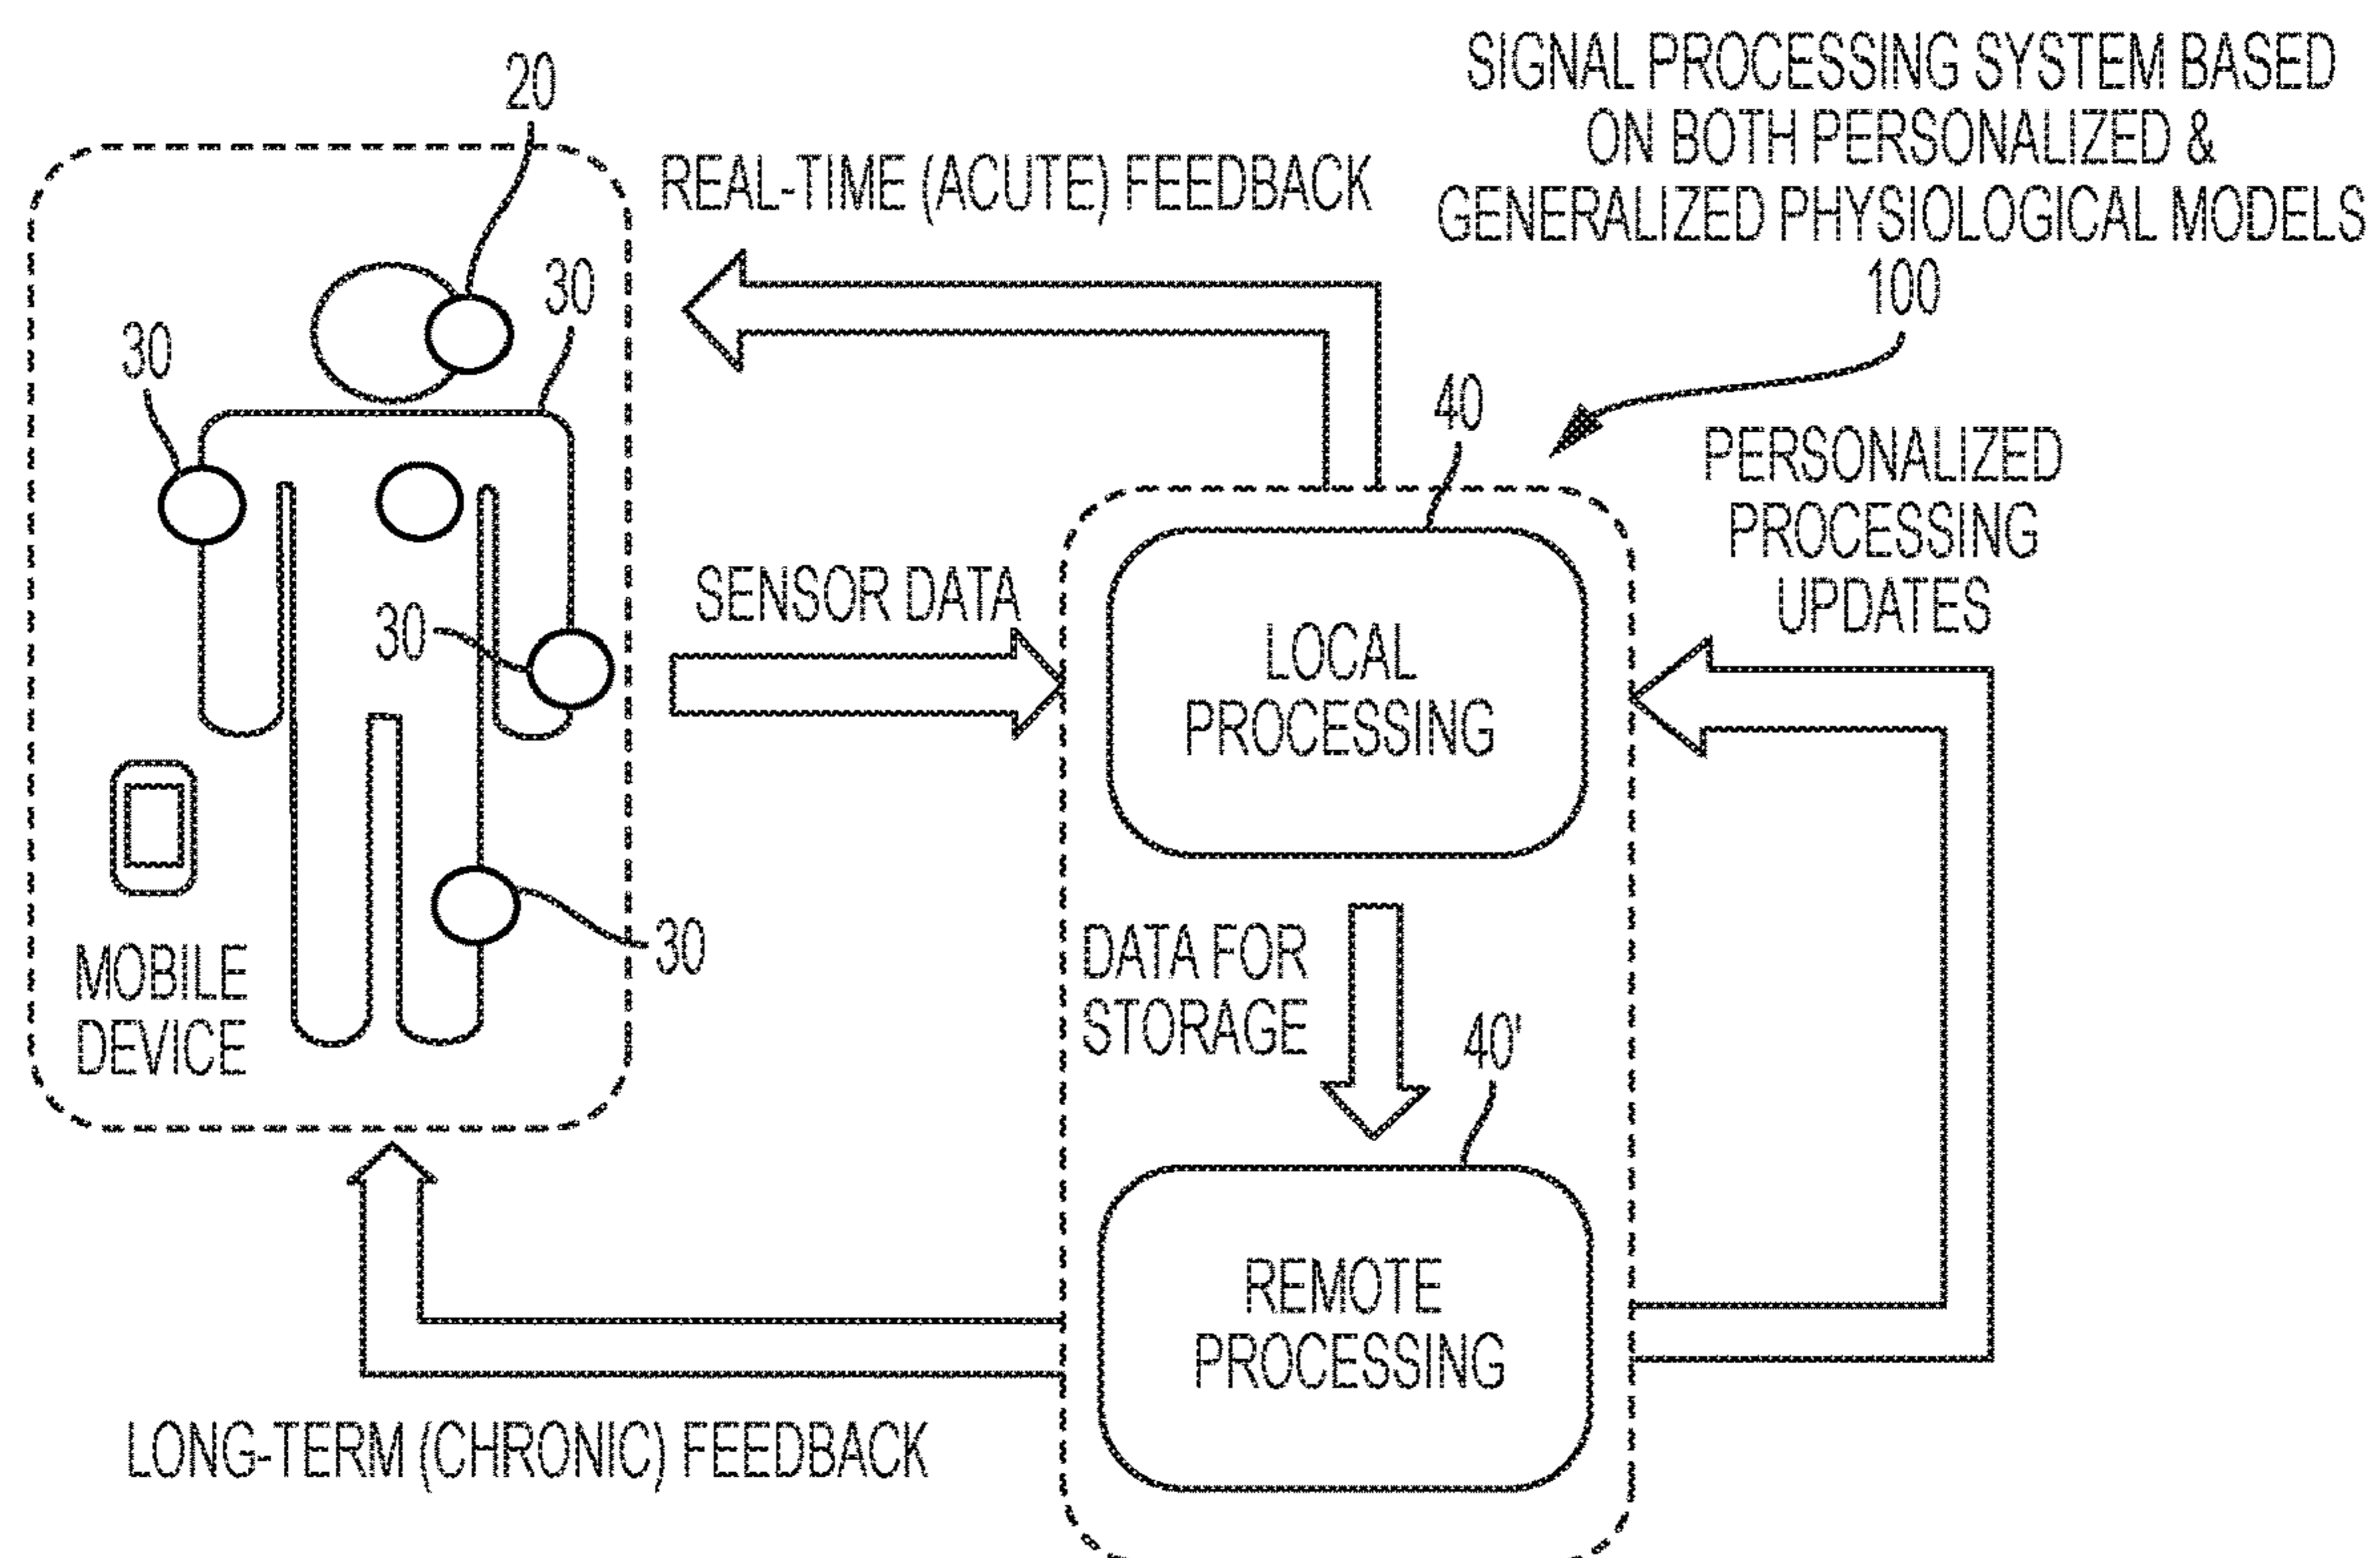 20
REAL-TIME (ACUTE) FEEDBACK
SIGNAL PROCESSING SYSTEM BASED
ON BOTH PERSONALIZED &
GENERALIZED PHYSIOLOGICAL MODELS
100
30
30
40
PERSONALIZED
PROCESSING
UPDATES
SENSOR DATA
30
LOCAL
PROCESSING
30
MOBILE
DEVICE
DATA FOR
STORAGE
40'
REMOTE
PROCESSING
LONG-TERM (CHRONIC) FEEDBACK